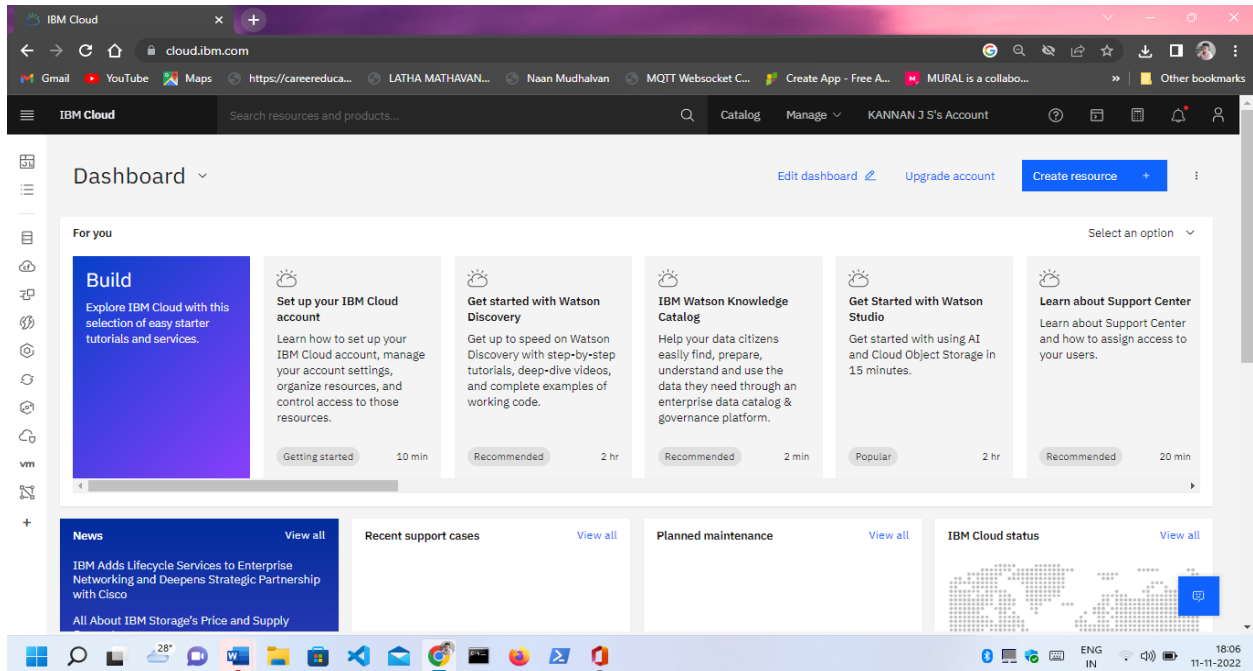 IBM Cloud
cloud.ibm.com
Gmail YouTube Maps https://careereduca... LATHA MATHAVAN... Naan Mudhalvan MQTT Websocket C... Create App - Free A... MURAL is a collabo... » Other bookmarks
IBM Cloud Search resources and products... Catalog Manage KANNAN J S's Account
Dashboard Edit dashboard Upgrade account Create resource +
For you Select an option
Build
Explore IBM Cloud with this
selection of easy starter
tutorials and services.
Set up your IBM Cloud
account
Learn how to set up your
IBM Cloud account, manage
your account settings,
organize resources, and
control access to those
resources.
Getting started 10 min
Get started with Watson
Discovery
Get up to speed on Watson
Discovery with step-by-step
tutorials, deep-dive videos,
and complete examples of
working code.
Recommended 2 hr
IBM Watson Knowledge
Catalog
Help your data citizens
easily find, prepare,
understand and use the
data they need through an
enterprise data catalog &
governance platform.
Recommended 2 min
Get Started with Watson
Studio
Get started with using AI
and Cloud Object Storage in
15 minutes.
Popular 2 hr
Learn about Support Center
Learn about Support Center
and how to assign access to
your users.
Recommended 20 min
vm
News View all
IBM Adds Lifecycle Services to Enterprise
Networking and Deepens Strategic Partnership
with Cisco
All About IBM Storage's Price and Supply
Recent support cases View all
Planned maintenance View all
IBM Cloud status View all
28°
ENG
IN
18:06
11-11-2026